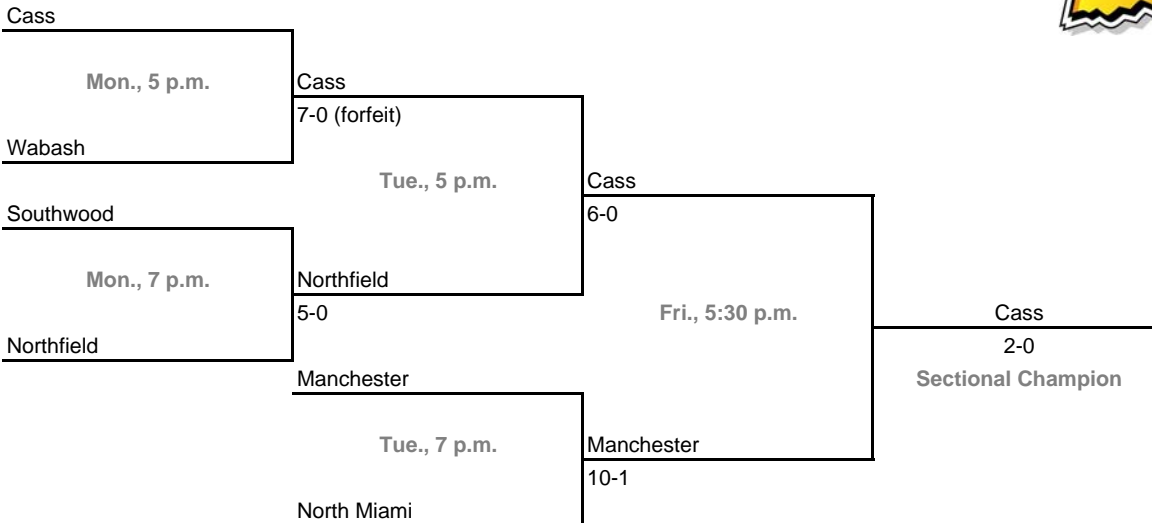 Cass
Mon., 5 p.m.
Cass
7-0 (forfeit)
Wabash
Tue., 5 p.m.
Cass
6-0
Southwood
Mon., 7 p.m.
Northfield
5-0
Fri., 5:30 p.m.
Cass
2-0
Sectional Champion
Northfield
Manchester
Tue., 7 p.m.
Manchester
10-1
North Miami